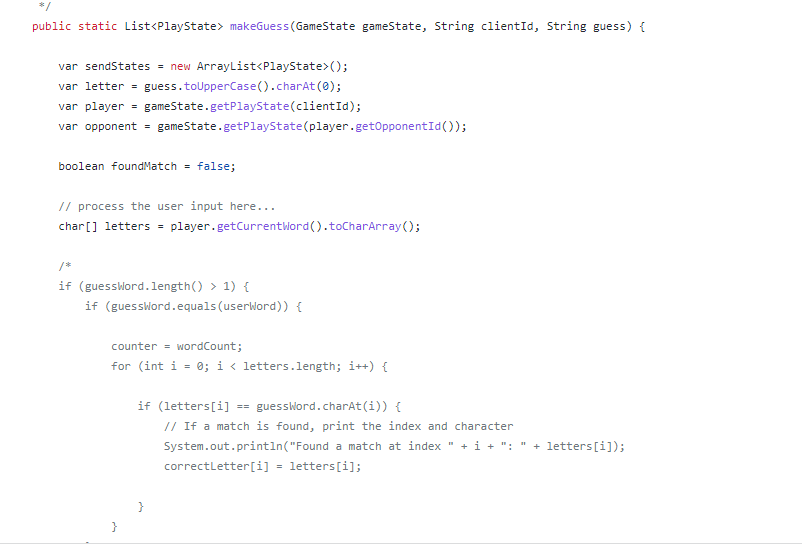 */
public static List<PlayState> makeGuess(GameState gameState, String clientId, String guess) {
var sendStates = new ArrayList<PlayState>();
var letter = guess.toUpperCase().charAt(0);
var player = gameState.getPlayState(clientId);
var opponent = gameState.getPlayState(player.getOpponentId());
boolean foundMatch = false;
// process the user input here...
char[] letters = player.getCurrentWord().toCharArray();
/*
if (guessWord.length() > 1) {
if (guessWord.equals(userWord)) {
counter = wordCount;
for (int i = 0; i < letters.length; i++) {
if (letters[i] == guessWord.charAt(i)) {
// If a match is found, print the index and character
System.out.println("Found a match at index " + i + ": " + letters[i]);
correctLetter[i] = letters[i];
}
}